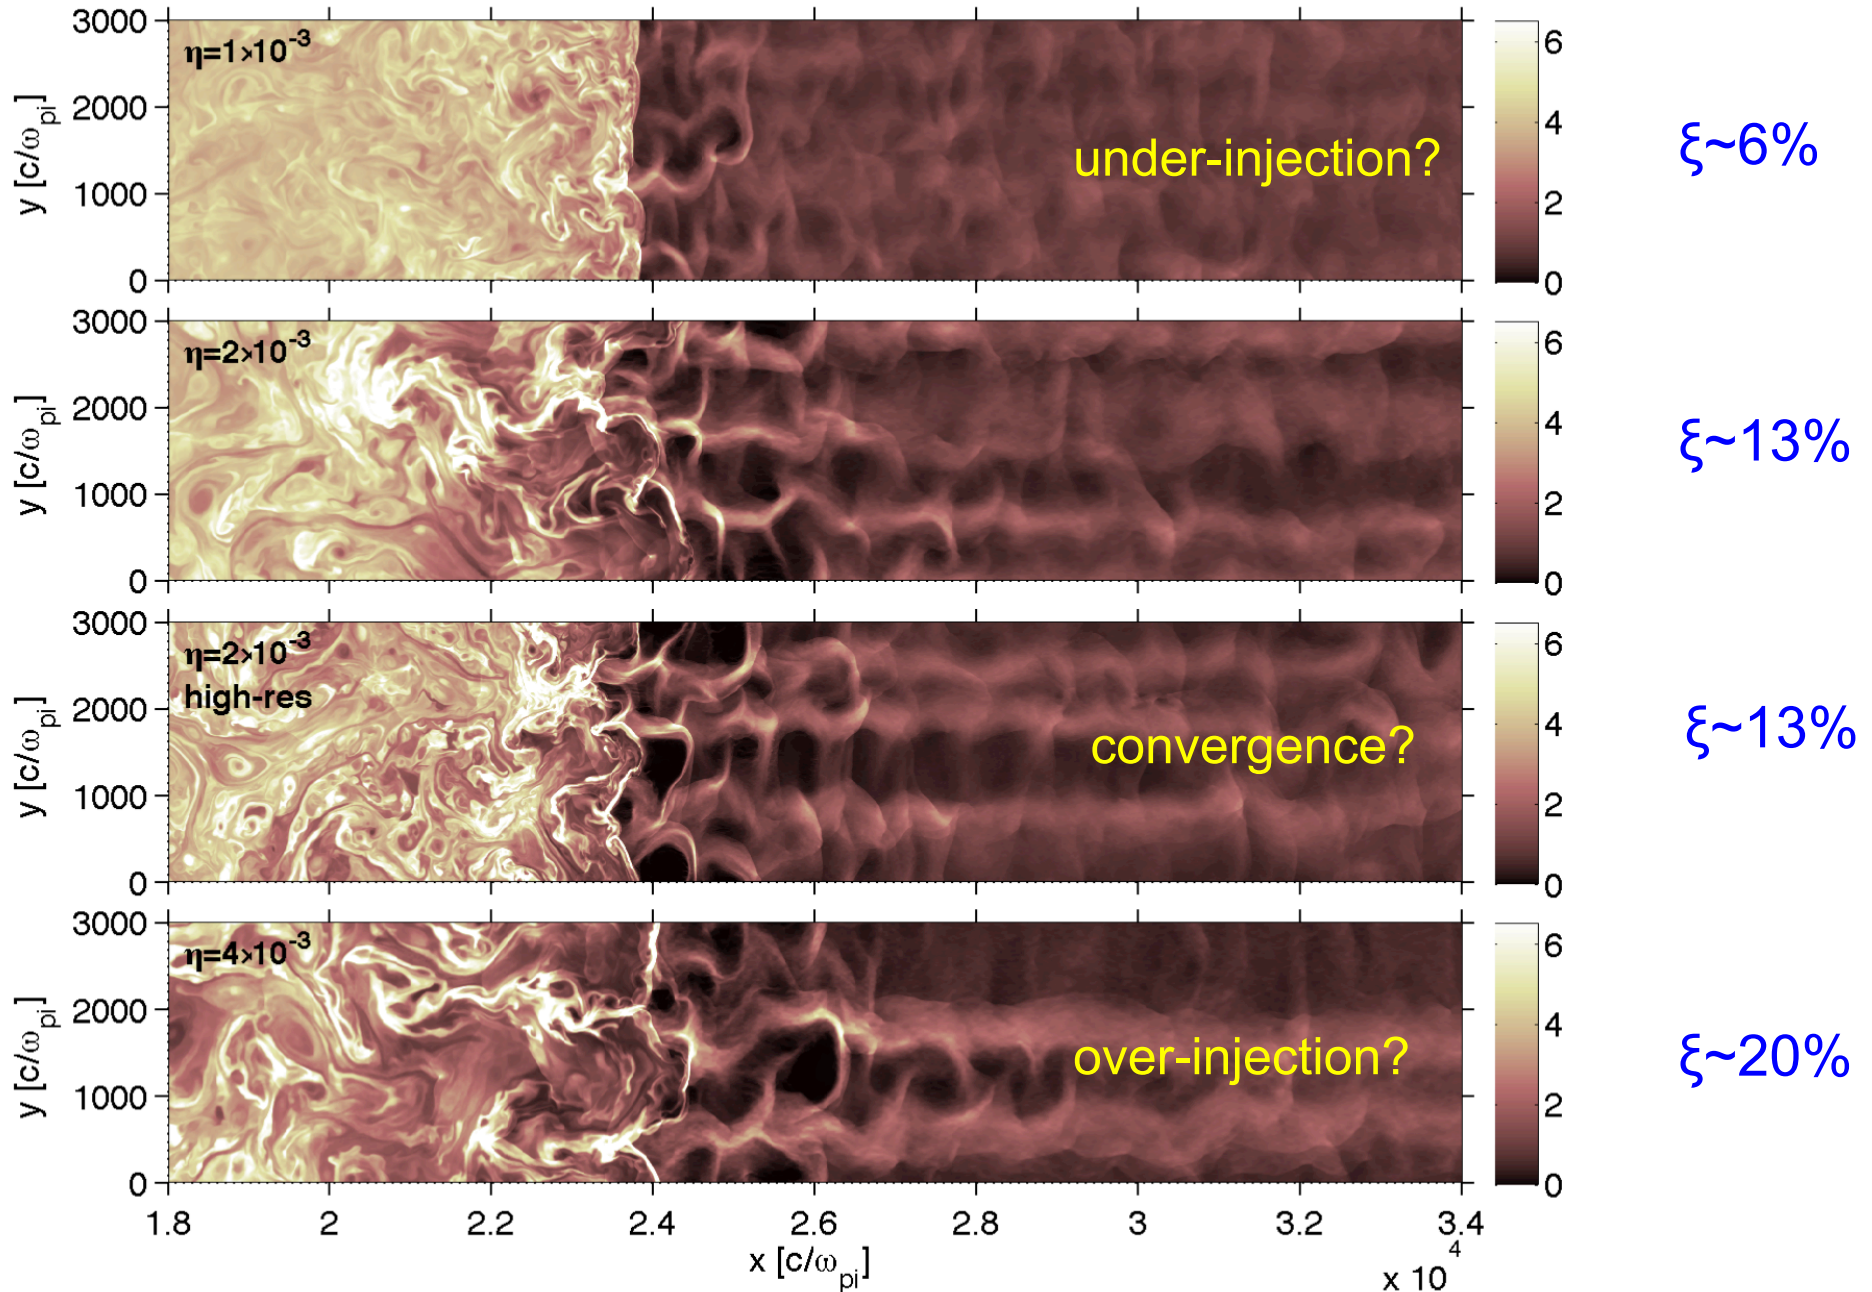 3000
η=1×10⁻³
2000
1000
0
y [c/ω_pi]
under-injection?
6
4
2
0
ξ~6%
3000
η=2×10⁻³
2000
1000
0
y [c/ω_pi]
6
4
2
0
ξ~13%
3000
η=2×10⁻³
high-res
2000
1000
0
y [c/ω_pi]
convergence?
6
4
2
0
ξ~13%
3000
η=4×10⁻³
2000
1000
0
y [c/ω_pi]
over-injection?
6
4
2
0
ξ~20%
1.8 2 2.2 2.4 2.6 2.8 3 3.2 3.4
x [c/ω_pi]
x 10⁴